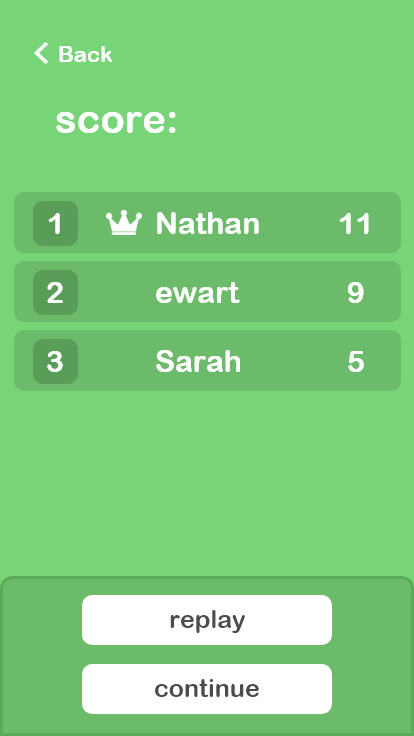 Back
score:
1 Nathan 11
2 ewart 9
3 Sarah 5
replay
continue